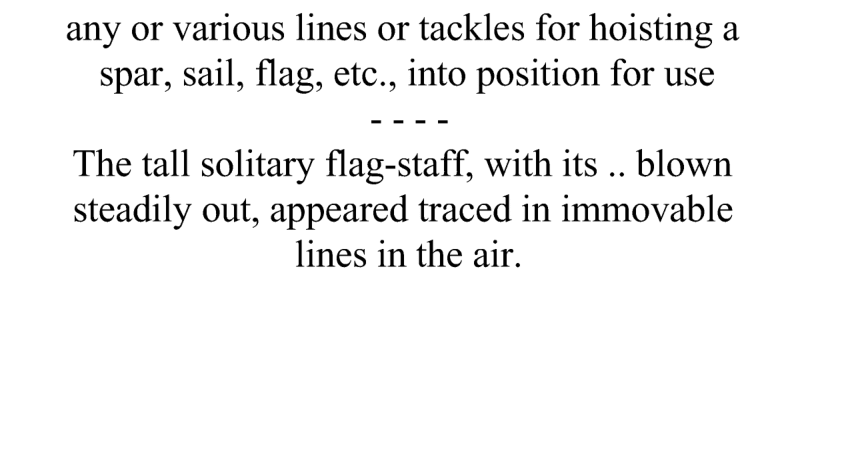 any or various lines or tackles for hoisting a
spar, sail, flag, etc., into position for use
- - - -
The tall solitary flag-staff, with its .. blown
steadily out, appeared traced in immovable
lines in the air.